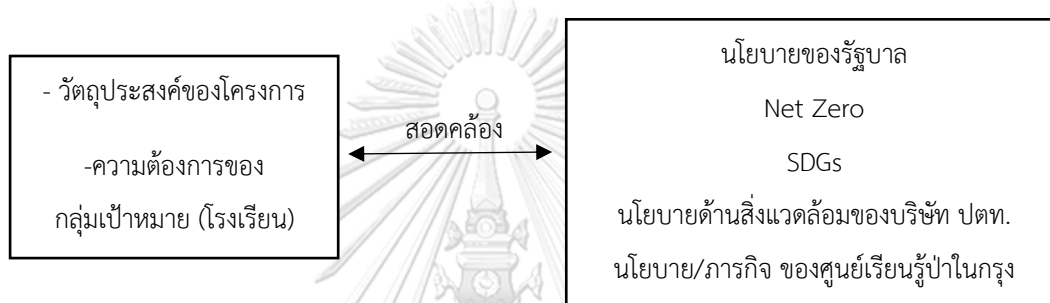 - วัตถุประสงค์ของโครงการ
-ความต้องการของ
กลุ่มเป้าหมาย (โรงเรียน)
สอดคล้อง
นโยบายของรัฐบาล
Net Zero
SDGs
นโยบายด้านสิ่งแวดล้อมของบริษัท ปตท.
นโยบาย/ภารกิจ ของศูนย์เรียนรู้ป่าในกรุง